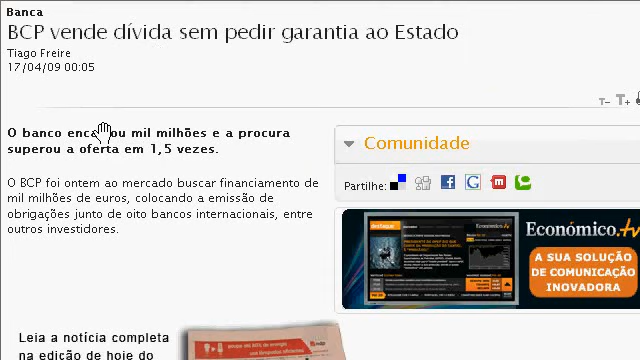 Banca
BCP vende dívida sem pedir garantia ao Estado
Tiago Freire
17/04/09 00:05
T- T+
O banco enca ou mil milhões e a procura
superou a oferta em 1,5 vezes.
Comunidade
Partilhe:
O BCP foi ontem ao mercado buscar financiamento de
mil milhões de euros, colocando a emissão de
obrigações junto de oito bancos internacionais, entre
outros investidores.
Económico.tv
A SUA SOLUÇÃO
DE COMUNICAÇÃO
INOVADORA
Leia a notícia completa
na edição de hoje do